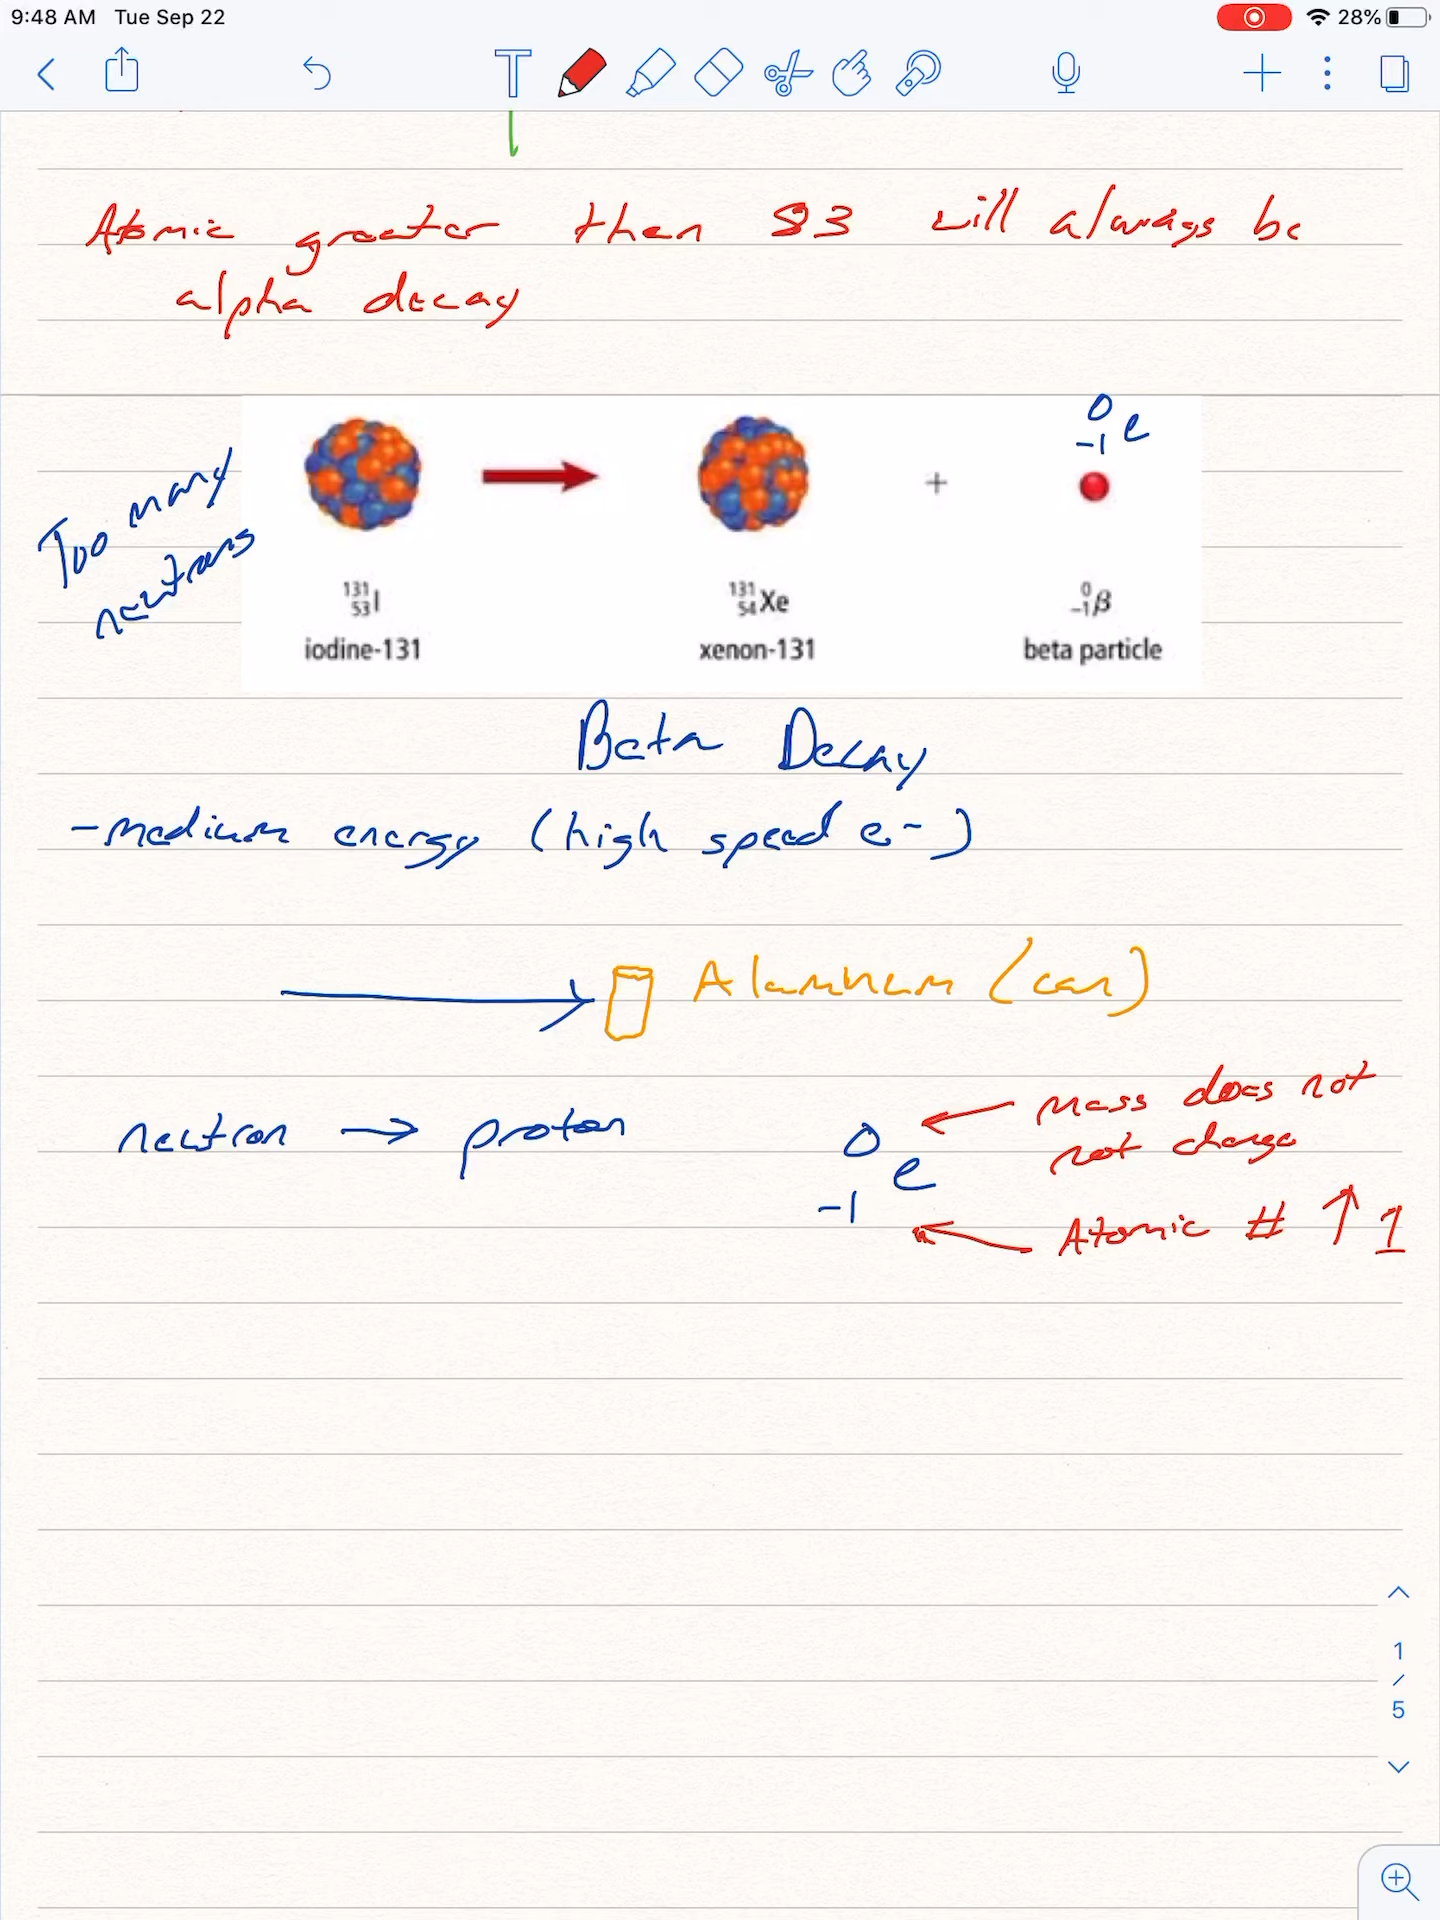 9:48 AM Tue Sep 22
28%
T
Atomic greater then 83 will always be
alpha decay
Too many
neutrons
0
-1 e
+
131
53 I
131
54 Xe
0
-1 β
iodine-131
xenon-131
beta particle
Beta Decay
- medium energy (high speed e-)
Aluminum (can)
neutron → proton
0
-1 e
← mass does not
not change
← Atomic # ↑ 1
1
/
5